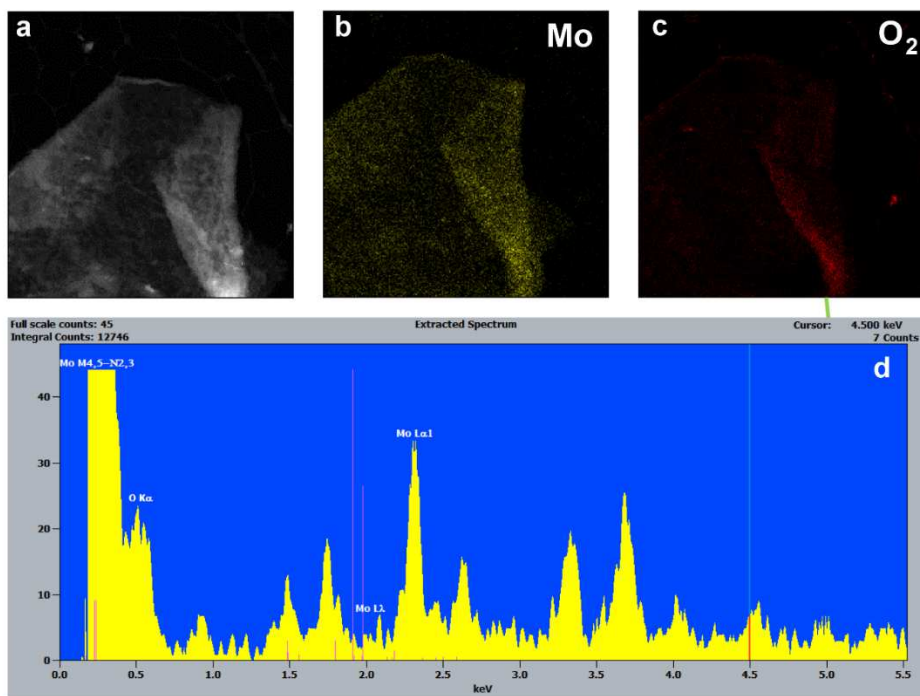 a
b Mo
c O₂
Full scale counts: 45 Extracted Spectrum Cursor: 4.500 keV
Integral Counts: 12746 7 Counts
Mo M4,5-N2,3
d
40
Mo Lα1
30
O Kα
20
10
Mo Lλ
0
0.0 0.5 1.0 1.5 2.0 2.5 3.0 3.5 4.0 4.5 5.0 5.5
keV